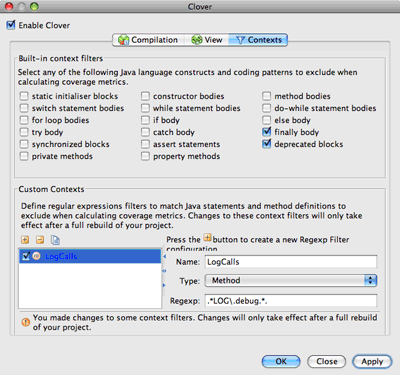 Clover
Enable Clover
Compilation View Contexts
Built-in context filters
Select any of the following Java language constructs and coding patterns to exclude when
calculating coverage metrics.
static initialiser blocks constructor bodies method bodies
switch statement bodies while statement bodies do-while statement bodies
for loop bodies if body else body
try body catch body finally body
synchronized blocks assert statements deprecated blocks
private methods property methods
Custom Contexts
Define regular expressions filters to match Java statements and method definitions to
exclude when calculating coverage metrics. Changes to these context filters will only take
effect after a full rebuild of your project.
Press the button to create a new Regexp Filter
configuration.
LogCalls
Name: LogCalls
Type: Method
Regexp: .*LOG\.debug.*.
You made changes to some context filters. Changes will only take effect after a full rebuild
of your project.
OK Close Apply